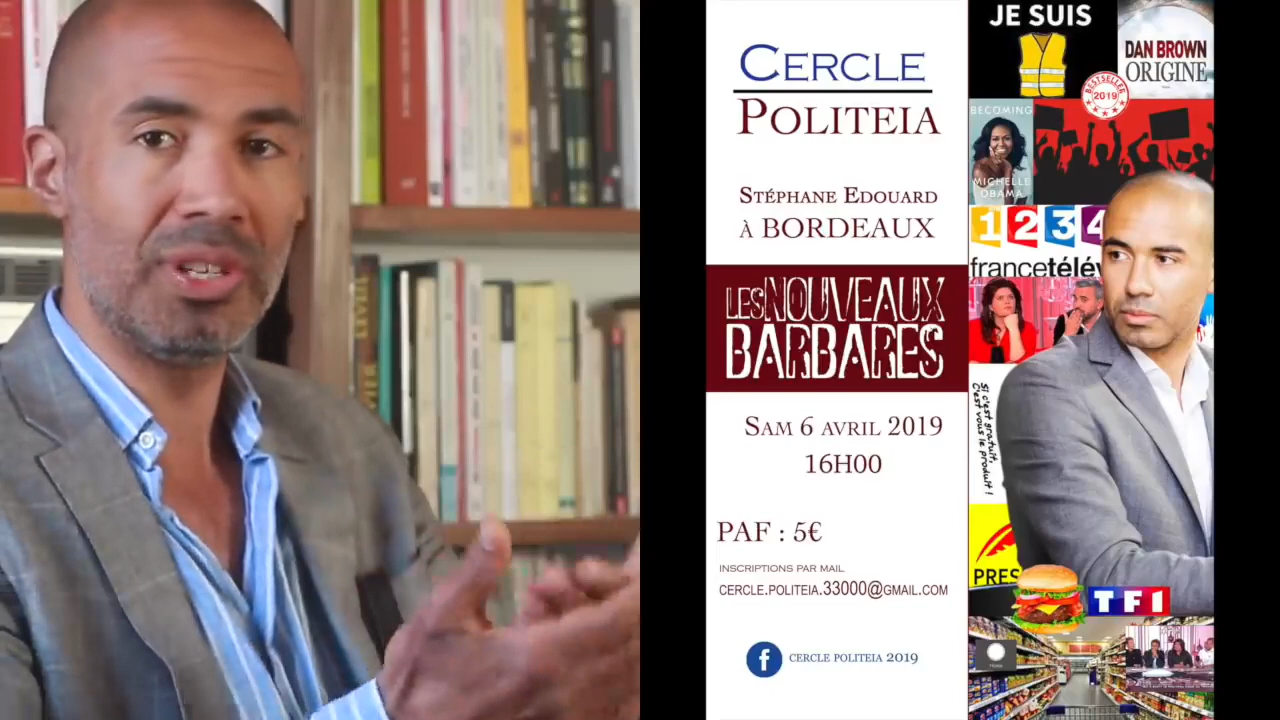 CERCLE
POLITEIA
STÉPHANE EDOUARD
À BORDEAUX
LES NOUVEAUX
BARBARES
SAM 6 AVRIL 2019
16H00
PAF : 5€
INSCRIPTIONS PAR MAIL
CERCLE.POLITEIA.33000@GMAIL.COM
f
CERCLE POLITEIA 2019
JE SUIS
DAN BROWN
ORIGINE
BESTSELLER
2019
BECOMING
MICHELLE
OBAMA
1 2 3 4
francetélév
Si c'est gratuit,
C'est vous le produit !
PRES
TF1